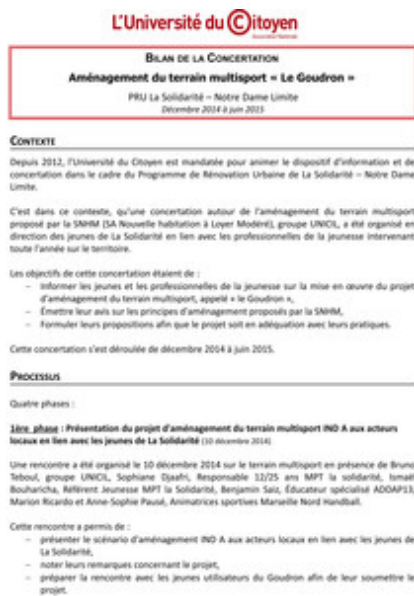 L'Université du Citoyen
BILAN DE LA CONCERTATION
Aménagement du terrain multisport « Le Goudron »
PRU La Solidarité – Notre Dame Limite
Décembre 2014 à juin 2015
CONTEXTE
Depuis 2012, l'Université du Citoyen est mandatée pour animer le dispositif d'information et de
concertation dans le cadre du Programme de Rénovation Urbaine de La Solidarité – Notre Dame
Limite.
C'est dans ce contexte, qu'une concertation autour de l'aménagement du terrain multisport
proposé par la SNHM (SA Nouvelle habitation à Loyer Modéré), groupe UNICIL, a été organisé en
direction des jeunes de La Solidarité en lien avec les professionnelles de la jeunesse intervenant
toute l'année sur le territoire.
Les objectifs de cette concertation étaient de :
– Informer les jeunes et les professionnelles de la jeunesse sur la mise en œuvre du projet
d'aménagement du terrain multisport, appelé « le Goudron »,
– Émettre leur avis sur les principes d'aménagement proposés par la SNHM,
– Formuler leurs propositions afin que le projet soit en adéquation avec leurs pratiques.
Cette concertation s'est déroulée de décembre 2014 à juin 2015.
PROCESSUS
Quatre phases :
1ère phase : Présentation du projet d'aménagement du terrain multisport IND A aux acteurs
locaux en lien avec les jeunes de La Solidarité (10 décembre 2014)
Une rencontre a été organisé le 10 décembre 2014 sur le terrain multisport en présence de Bruno
Teboul, groupe UNICIL, Sophiane Djaafri, Responsable 12/25 ans MPT la solidarité, Ismaël
Bouharicha, Référent Jeunesse MPT la Solidarité, Benjamin Saiz, Éducateur spécialisé ADDAP13,
Marion Ricardo et Anne-Sophie Pausé, Animatrices sportives Marseille Nord Handball.
Cette rencontre a permis de :
– présenter le scénario d'aménagement IND A aux acteurs locaux en lien avec les jeunes de
La Solidarité,
– noter leurs remarques concernant le projet,
– préparer la rencontre avec les jeunes utilisateurs du Goudron afin de leur soumettre le
projet.